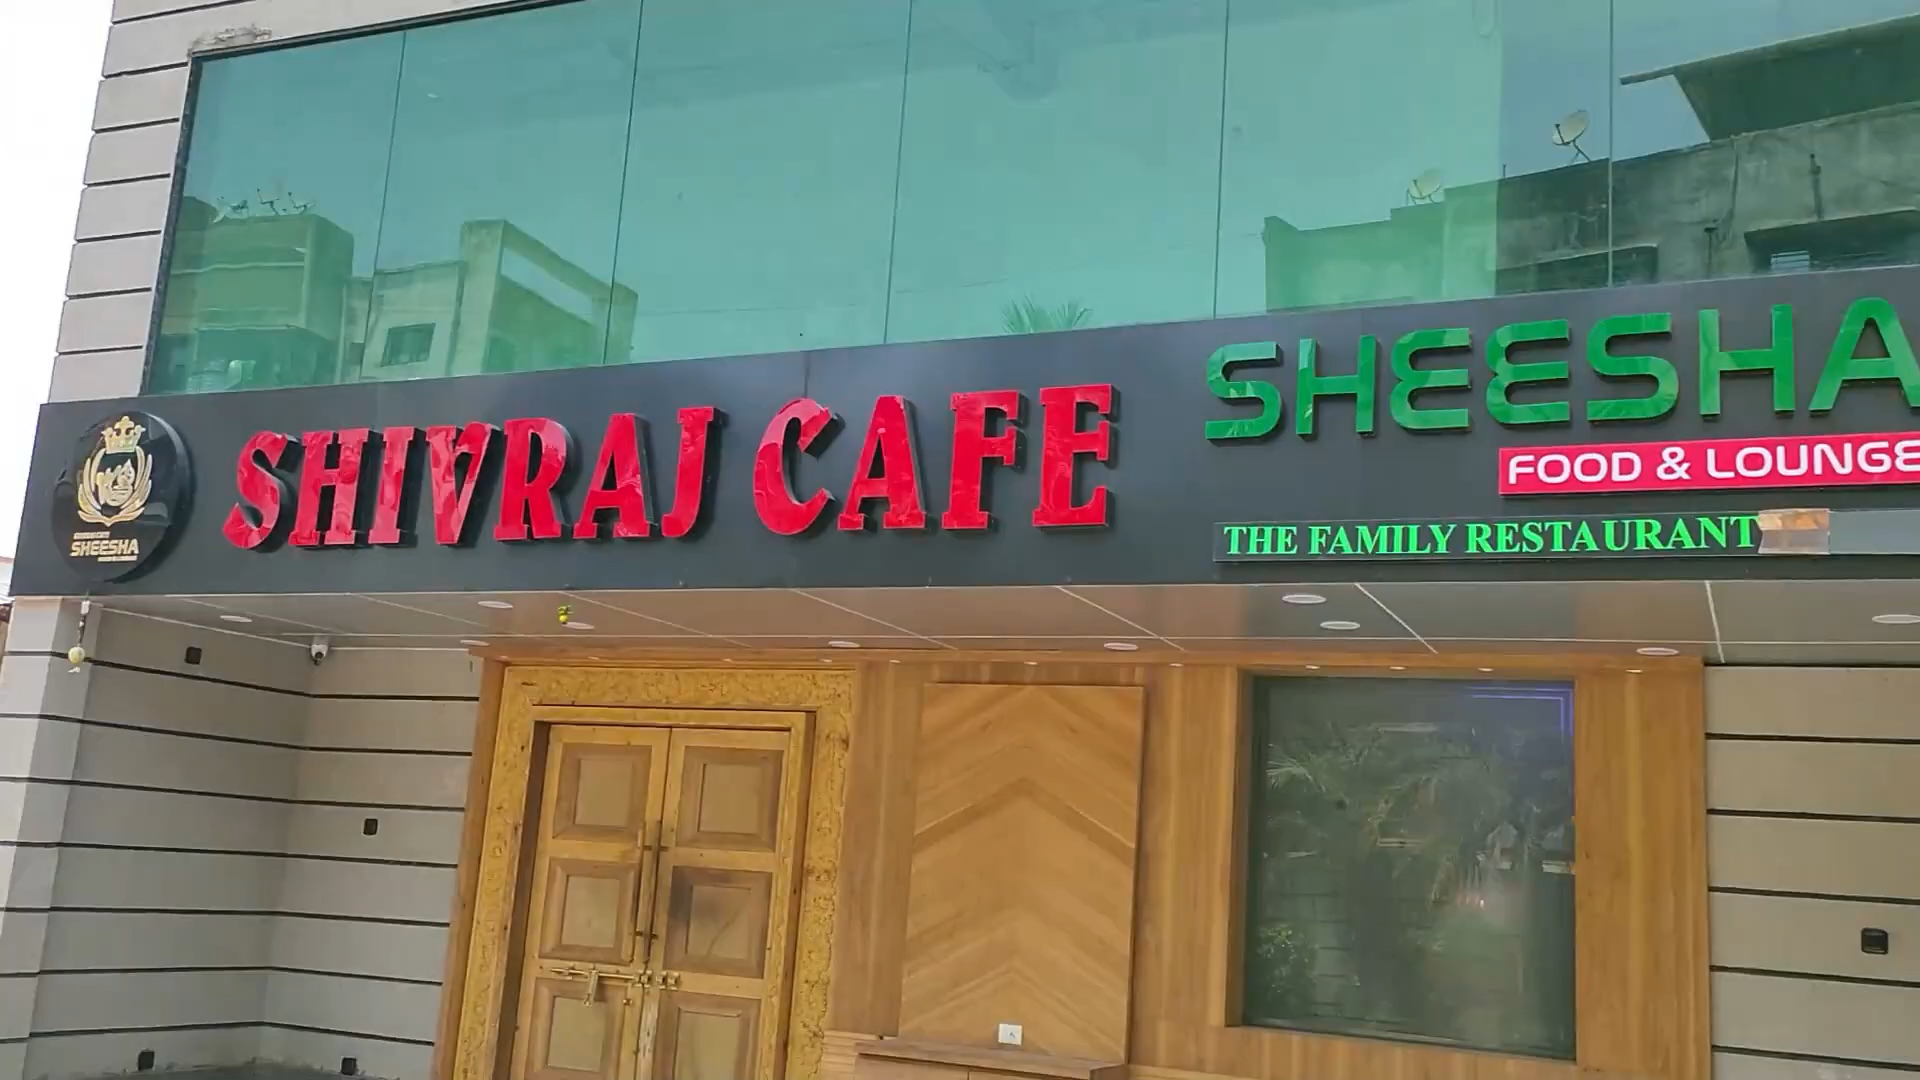 SHIVRAJ CAFE
SHEESHA
FOOD & LOUNGE
THE FAMILY RESTAURANT
SHEESHA